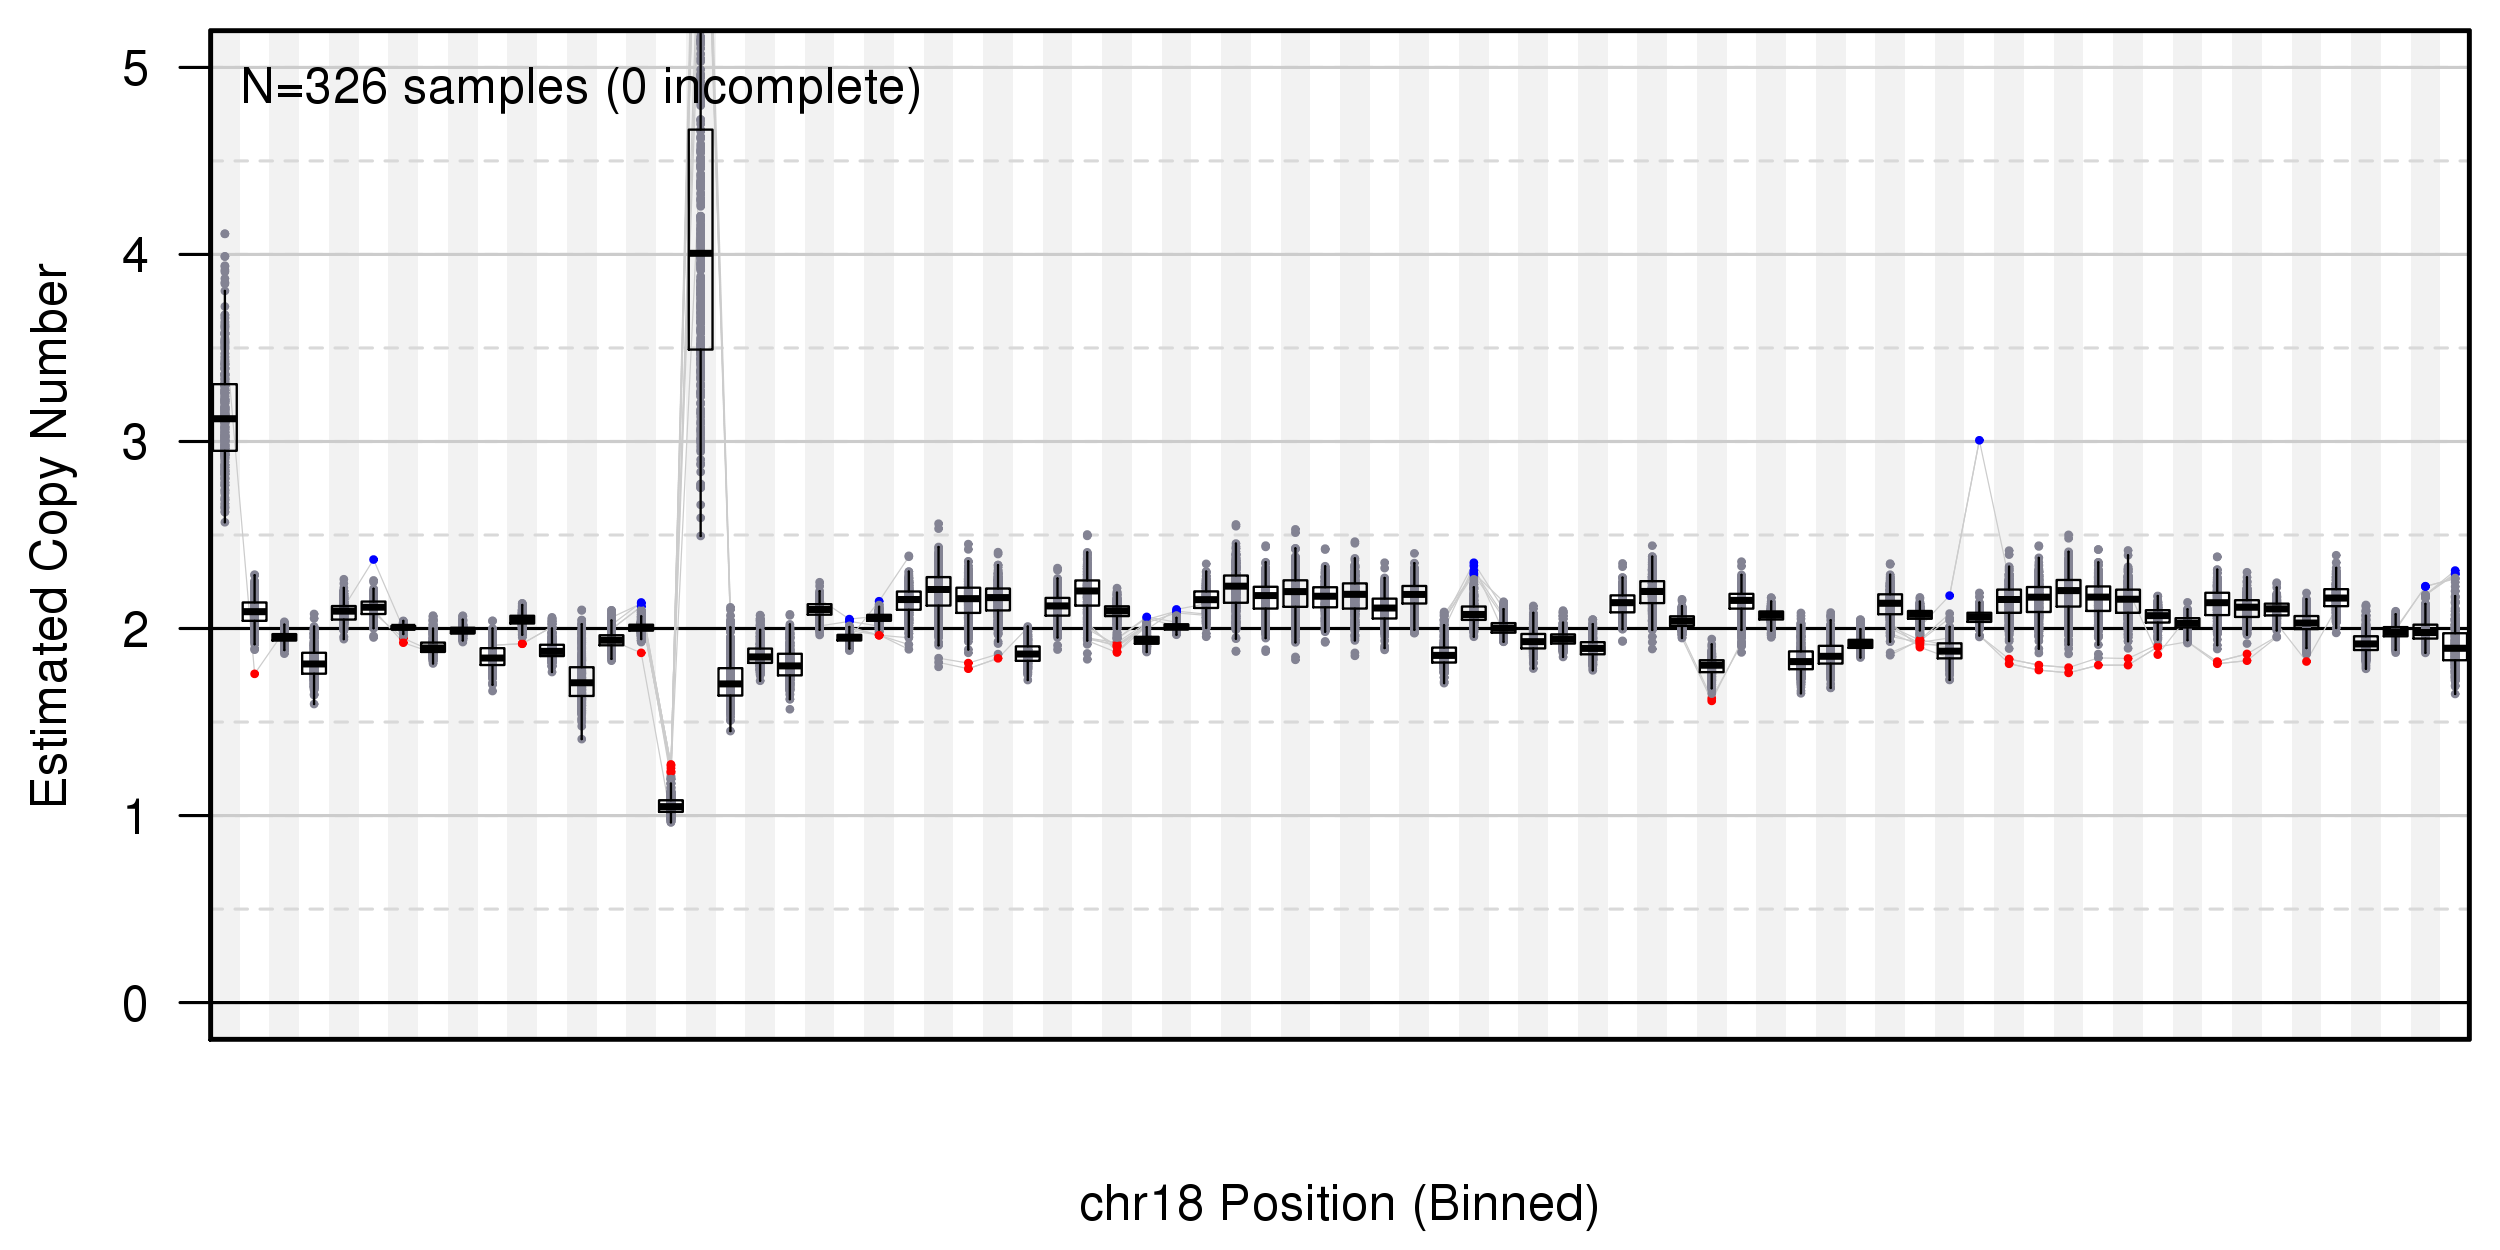 N=326 samples (0 incomplete)
Estimated Copy Number
5
4
3
2
1
0
chr18 Position (Binned)